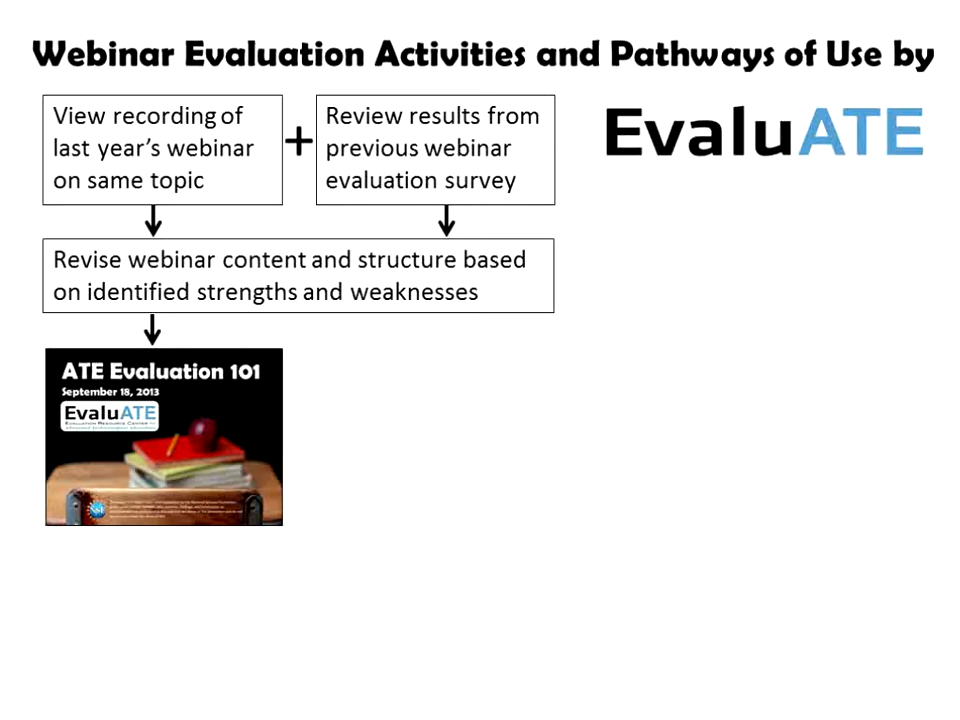 Webinar Evaluation Activities and Pathways of Use by
EvaluATE
View recording of
last year's webinar
on same topic
+
Review results from
previous webinar
evaluation survey
Revise webinar content and structure based
on identified strengths and weaknesses
ATE Evaluation 101
September 18, 2013
EvaluATE
NSF